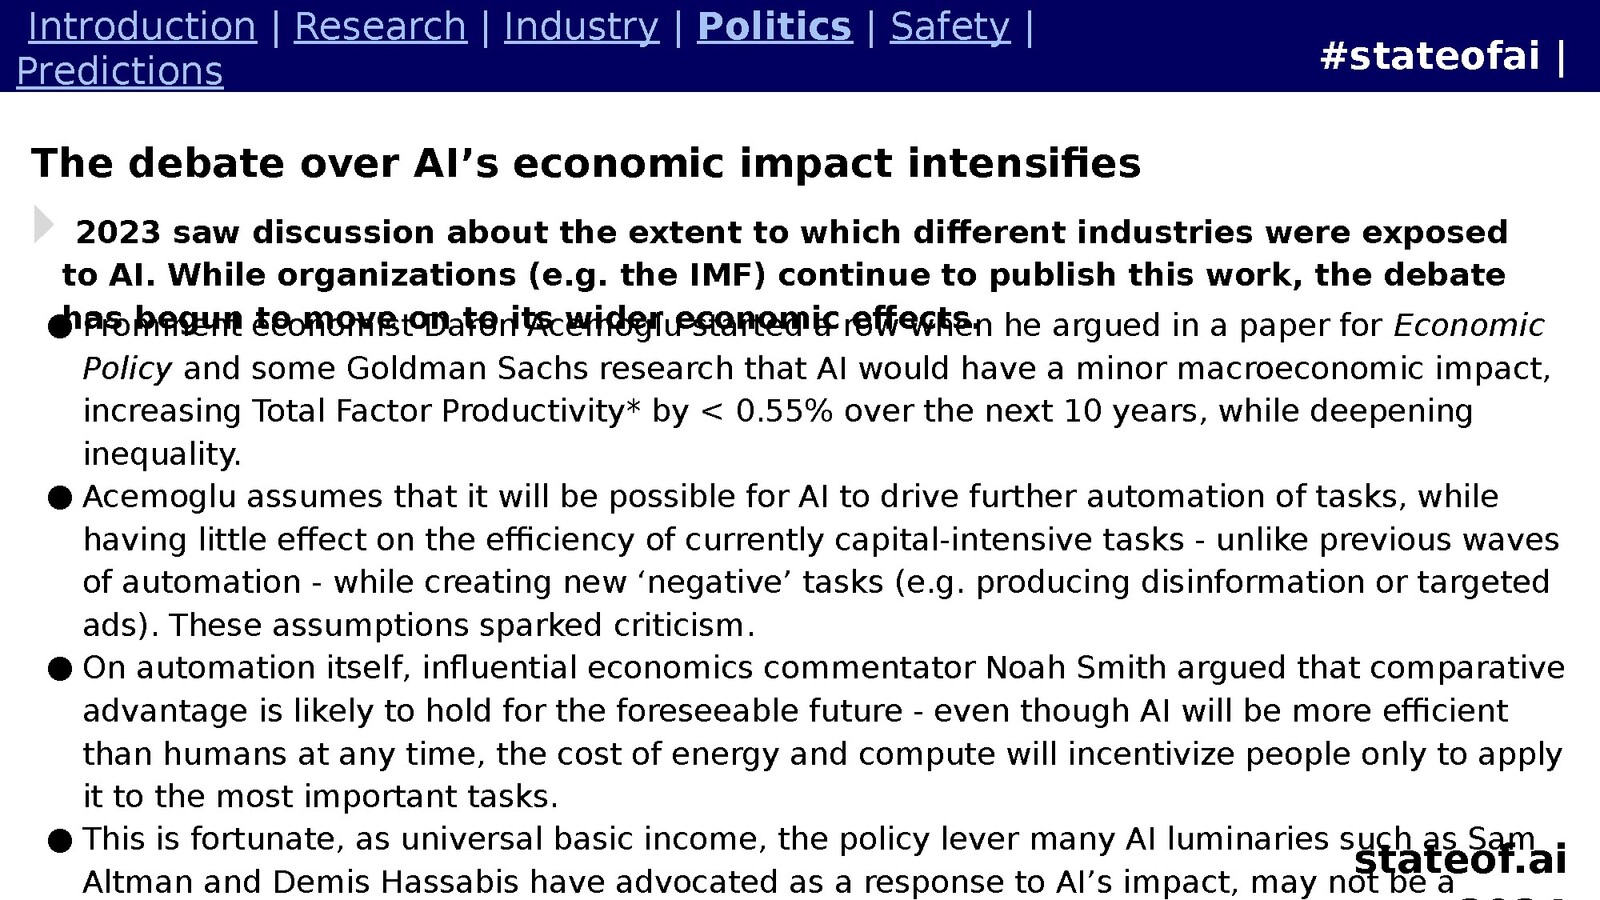 Introduction | Research | Industry | Politics | Safety |
Predictions
#stateofai |
The debate over AI’s economic impact intensifies
2023 saw discussion about the extent to which different industries were exposed
to AI. While organizations (e.g. the IMF) continue to publish this work, the debate
has begun to move on to its wider economic effects.
● Prominent economist Daron Acemoglu started a row when he argued in a paper for Economic
Policy and some Goldman Sachs research that AI would have a minor macroeconomic impact,
increasing Total Factor Productivity* by < 0.55% over the next 10 years, while deepening
inequality.
● Acemoglu assumes that it will be possible for AI to drive further automation of tasks, while
having little effect on the efficiency of currently capital-intensive tasks - unlike previous waves
of automation - while creating new ‘negative’ tasks (e.g. producing disinformation or targeted
ads). These assumptions sparked criticism.
● On automation itself, influential economics commentator Noah Smith argued that comparative
advantage is likely to hold for the foreseeable future - even though AI will be more efficient
than humans at any time, the cost of energy and compute will incentivize people only to apply
it to the most important tasks.
● This is fortunate, as universal basic income, the policy lever many AI luminaries such as Sam
Altman and Demis Hassabis have advocated as a response to AI’s impact, may not be a
stateof.ai